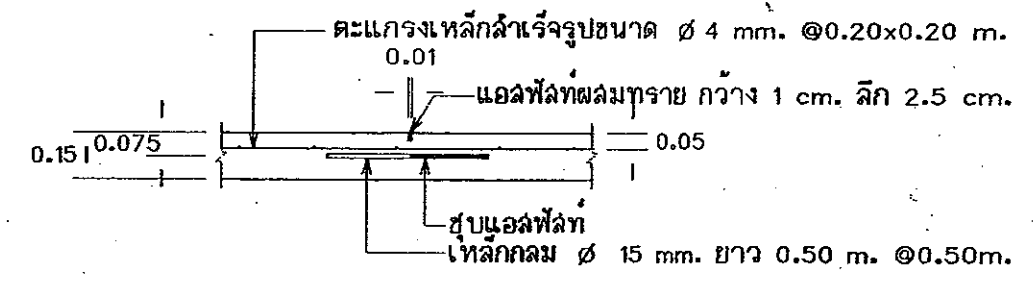 ตะแกรงเหล็กสำเร็จรูปขนาด Ø 4 mm. @0.20x0.20 m.
0.01
แอสฟัลท์ผสมทราย กว้าง 1 cm. ลึก 2.5 cm.
0.15 0.075
0.05
ชุบแอสฟัลท์
เหล็กกลม Ø 15 mm. ยาว 0.50 m. @0.50m.